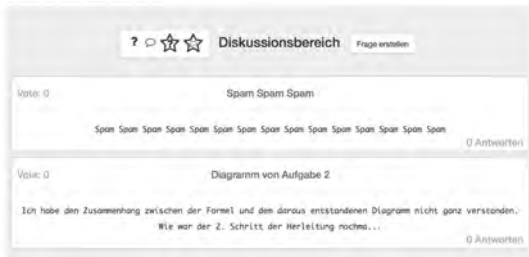 ? Diskussionsbereich Frage erstellen
Vote: 0 Spam Spam Spam
Spam Spam Spam Spam Spam Spam Spam Spam Spam Spam Spam Spam Spam Spam Spam
0 Antworten
Vote: 0 Diagramm von Aufgabe 2
Ich habe den Zusammenhang zwischen der Formel und dem daraus entstandenen Diagramm nicht ganz verstanden.
Wie war der 2. Schritt der Herleitung nochma...
0 Antworten